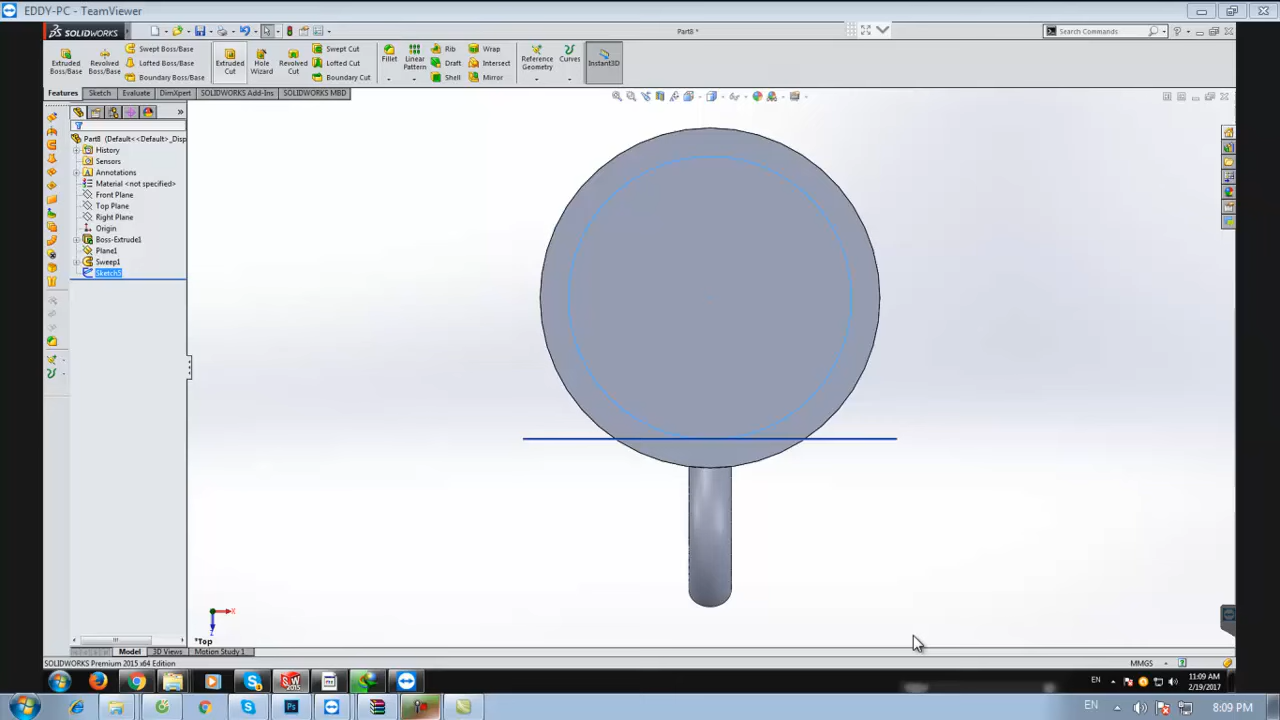 EDDY-PC - TeamViewer
SOLIDWORKS
Part8 *
Search Commands
Extruded Boss/Base
Revolved Boss/Base
Swept Boss/Base
Lofted Boss/Base
Boundary Boss/Base
Extruded Cut
Hole Wizard
Revolved Cut
Swept Cut
Lofted Cut
Boundary Cut
Fillet
Linear Pattern
Rib
Draft
Shell
Wrap
Intersect
Mirror
Reference Geometry
Curves
Instant3D
Features
Sketch
Evaluate
DimXpert
SOLIDWORKS Add-Ins
SOLIDWORKS MBD
Part8 (Default<<Default>_Disp
History
Sensors
Annotations
Material <not specified>
Front Plane
Top Plane
Right Plane
Origin
Boss-Extrude1
Plane1
Sweep1
Sketch5
X
Z
*Top
Model
3D Views
Motion Study 1
SOLIDWORKS Premium 2015 x64 Edition
MMGS
EN
11:09 AM
2/19/2017
EN
8:09 PM